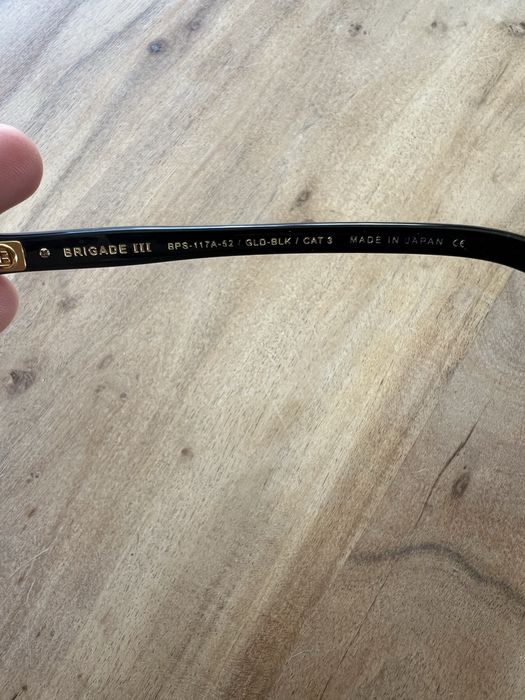 B BRIGADE III BPS-117A-52 / GLD-BLK / CAT 3 MADE IN JAPAN CE